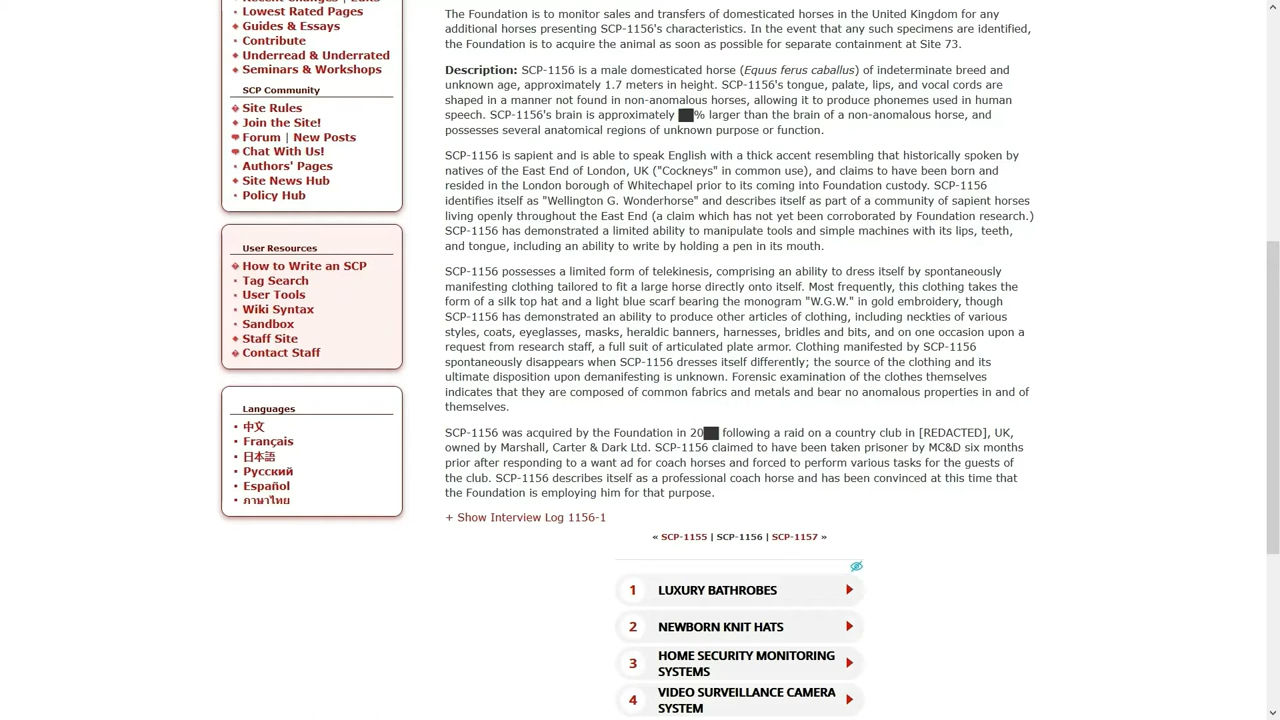 Lowest Rated Pages
Guides & Essays
Contribute
Underread & Underrated
Seminars & Workshops
SCP Community
Site Rules
Join the Site!
Forum | New Posts
Chat With Us!
Authors' Pages
Site News Hub
Policy Hub
User Resources
How to Write an SCP
Tag Search
User Tools
Wiki Syntax
Sandbox
Staff Site
Contact Staff
Languages
中文
Français
日本語
Русский
Español
ภาษาไทย
The Foundation is to monitor sales and transfers of domesticated horses in the United Kingdom for any
additional horses presenting SCP-1156's characteristics. In the event that any such specimens are identified,
the Foundation is to acquire the animal as soon as possible for separate containment at Site 73.
Description: SCP-1156 is a male domesticated horse (Equus ferus caballus) of indeterminate breed and
unknown age, approximately 1.7 meters in height. SCP-1156's tongue, palate, lips, and vocal cords are
shaped in a manner not found in non-anomalous horses, allowing it to produce phonemes used in human
speech. SCP-1156's brain is approximately ██% larger than the brain of a non-anomalous horse, and
possesses several anatomical regions of unknown purpose or function.
SCP-1156 is sapient and is able to speak English with a thick accent resembling that historically spoken by
natives of the East End of London, UK ("Cockneys" in common use), and claims to have been born and
resided in the London borough of Whitechapel prior to its coming into Foundation custody. SCP-1156
identifies itself as "Wellington G. Wonderhorse" and describes itself as part of a community of sapient horses
living openly throughout the East End (a claim which has not yet been corroborated by Foundation research.)
SCP-1156 has demonstrated a limited ability to manipulate tools and simple machines with its lips, teeth,
and tongue, including an ability to write by holding a pen in its mouth.
SCP-1156 possesses a limited form of telekinesis, comprising an ability to dress itself by spontaneously
manifesting clothing tailored to fit a large horse directly onto itself. Most frequently, this clothing takes the
form of a silk top hat and a light blue scarf bearing the monogram "W.G.W." in gold embroidery, though
SCP-1156 has demonstrated an ability to produce other articles of clothing, including neckties of various
styles, coats, eyeglasses, masks, heraldic banners, harnesses, bridles and bits, and on one occasion upon a
request from research staff, a full suit of articulated plate armor. Clothing manifested by SCP-1156
spontaneously disappears when SCP-1156 dresses itself differently; the source of the clothing and its
ultimate disposition upon demanifesting is unknown. Forensic examination of the clothes themselves
indicates that they are composed of common fabrics and metals and bear no anomalous properties in and of
themselves.
SCP-1156 was acquired by the Foundation in 20██ following a raid on a country club in [REDACTED], UK,
owned by Marshall, Carter & Dark Ltd. SCP-1156 claimed to have been taken prisoner by MC&D six months
prior after responding to a want ad for coach horses and forced to perform various tasks for the guests of
the club. SCP-1156 describes itself as a professional coach horse and has been convinced at this time that
the Foundation is employing him for that purpose.
+ Show Interview Log 1156-1
« SCP-1155 | SCP-1156 | SCP-1157 »
1 LUXURY BATHROBES
2 NEWBORN KNIT HATS
3 HOME SECURITY MONITORING
SYSTEMS
4 VIDEO SURVEILLANCE CAMERA
SYSTEM